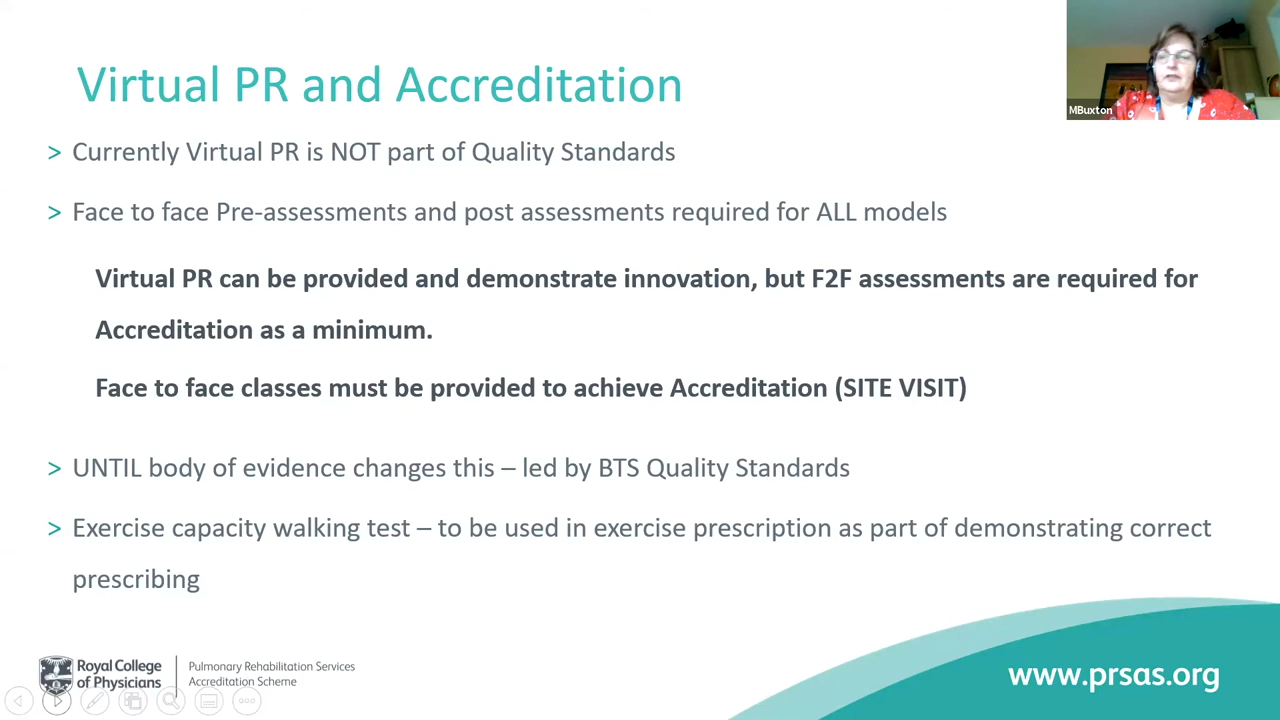 Virtual PR and Accreditation
MBuxton
> Currently Virtual PR is NOT part of Quality Standards
> Face to face Pre-assessments and post assessments required for ALL models
Virtual PR can be provided and demonstrate innovation, but F2F assessments are required for
Accreditation as a minimum.
Face to face classes must be provided to achieve Accreditation (SITE VISIT)
> UNTIL body of evidence changes this – led by BTS Quality Standards
> Exercise capacity walking test – to be used in exercise prescription as part of demonstrating correct
prescribing
Royal College
of Physicians
Pulmonary Rehabilitation Services
Accreditation Scheme
www.prsas.org